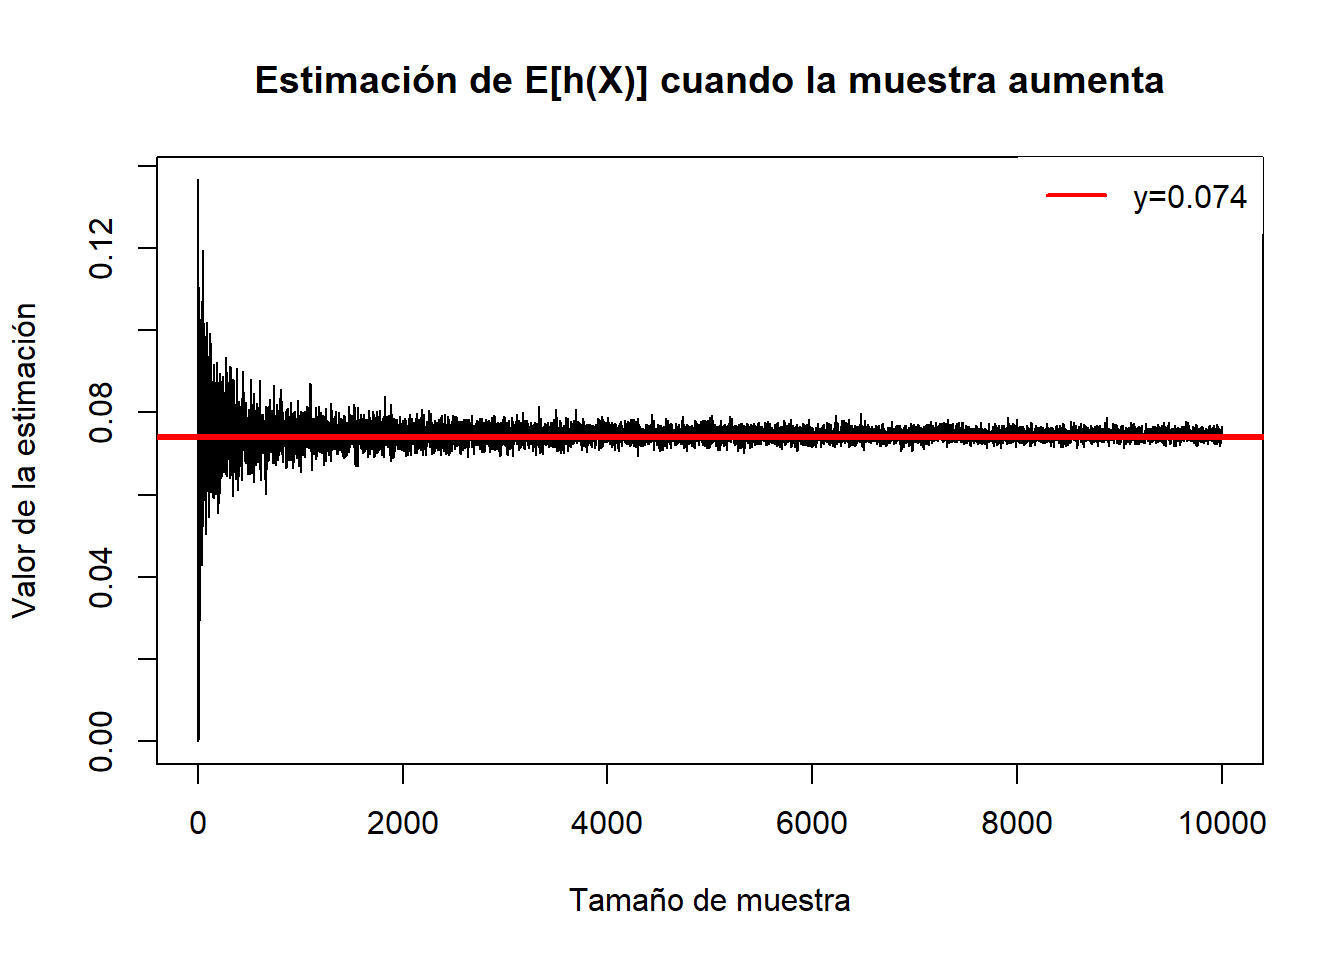 Estimación de E[h(X)] cuando la muestra aumenta
y=0.074
Valor de la estimación
0.12
0.08
0.04
0.00
0 2000 4000 6000 8000 10000
Tamaño de muestra